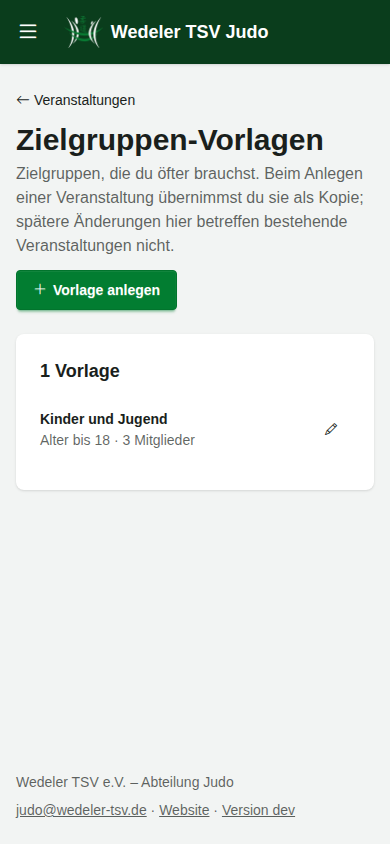 Wedeler TSV Judo
← Veranstaltungen
Zielgruppen-Vorlagen
Zielgruppen, die du öfter brauchst. Beim Anlegen
einer Veranstaltung übernimmst du sie als Kopie;
spätere Änderungen hier betreffen bestehende
Veranstaltungen nicht.
+ Vorlage anlegen
1 Vorlage
Kinder und Jugend
Alter bis 18 · 3 Mitglieder
Wedeler TSV e.V. – Abteilung Judo
judo@wedeler-tsv.de · Website · Version dev